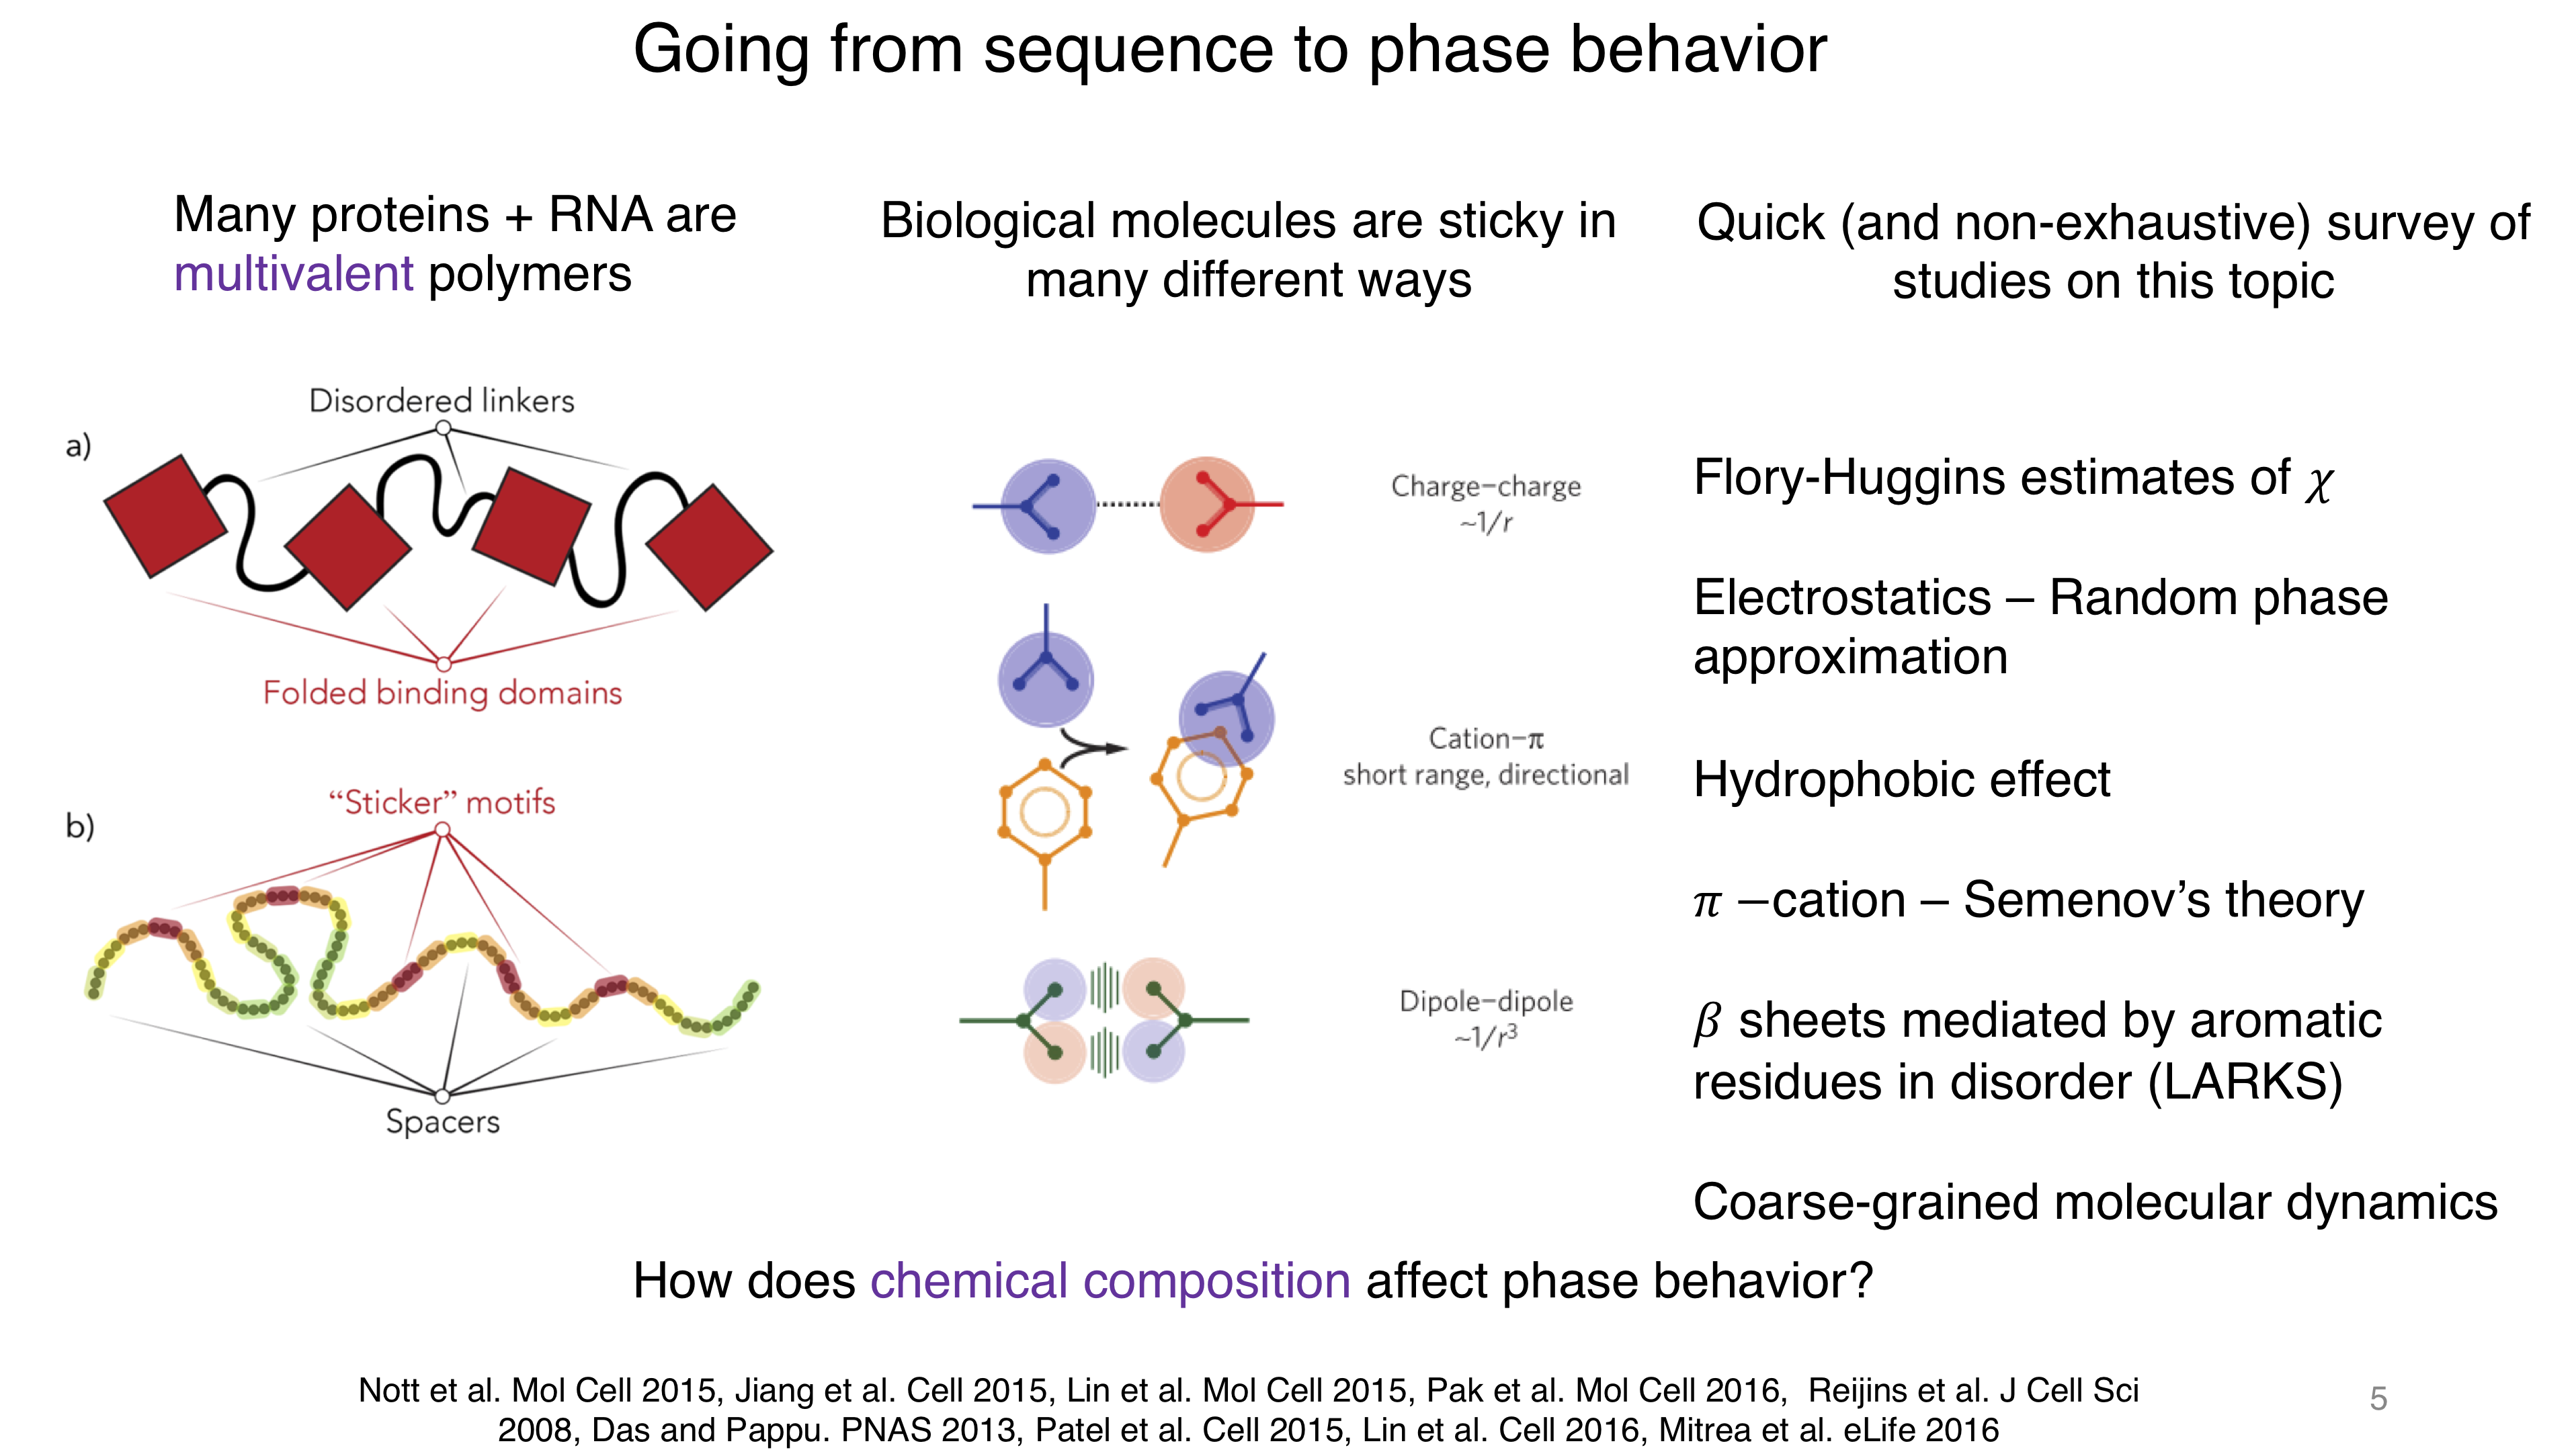 Going from sequence to phase behavior
Many proteins + RNA are
multivalent polymers
Disordered linkers
a)
Folded binding domains
"Sticker" motifs
b)
Spacers
Biological molecules are sticky in
many different ways
Charge–charge
~1/r
Cation–π
short range, directional
Dipole–dipole
~1/r³
Quick (and non-exhaustive) survey of
studies on this topic
Flory-Huggins estimates of χ
Electrostatics – Random phase
approximation
Hydrophobic effect
π –cation – Semenov's theory
β sheets mediated by aromatic
residues in disorder (LARKS)
Coarse-grained molecular dynamics
How does chemical composition affect phase behavior?
Nott et al. Mol Cell 2015, Jiang et al. Cell 2015, Lin et al. Mol Cell 2015, Pak et al. Mol Cell 2016,  Reijins et al. J Cell Sci
2008, Das and Pappu. PNAS 2013, Patel et al. Cell 2015, Lin et al. Cell 2016, Mitrea et al. eLife 2016
5